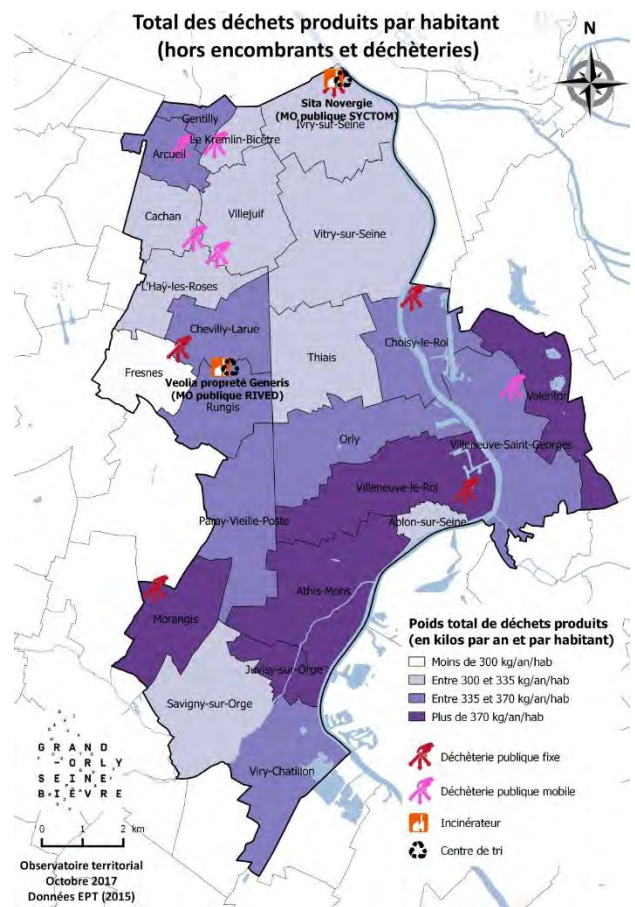 Total des déchets produits par habitant
(hors encombrants et déchèteries)
N
Sita Novergie
(MO publique SYCTOM)
Ivry-sur-Seine
Gentilly
Le Kremlin-Bicêtre
Arcueil
Cachan
Villejuif
Vitry-sur-Seine
L'Haÿ-les-Roses
Chevilly-Larue
Choisy-le-Roi
Thiais
Fresnes
Veolia propreté Generis
(MO publique RIVED)
Rungis
Valenton
Orly
Villeneuve-Saint-Georges
Villeneuve-le-Roi
Paray-Vieille-Poste
Ablon-sur-Seine
Athis-Mons
Morangis
Juvisy-sur-Orge
Savigny-sur-Orge
Viry-Chatillon
Poids total de déchets produits
(en kilos par an et par habitant)
Moins de 300 kg/an/hab
Entre 300 et 335 kg/an/hab
Entre 335 et 370 kg/an/hab
Plus de 370 kg/an/hab
Déchèterie publique fixe
Déchèterie publique mobile
Incinérateur
Centre de tri
GRAND
-ORLY
SEINE
BIÈVRE
0 1 2 km
Observatoire territorial
Octobre 2017
Données EPT (2015)